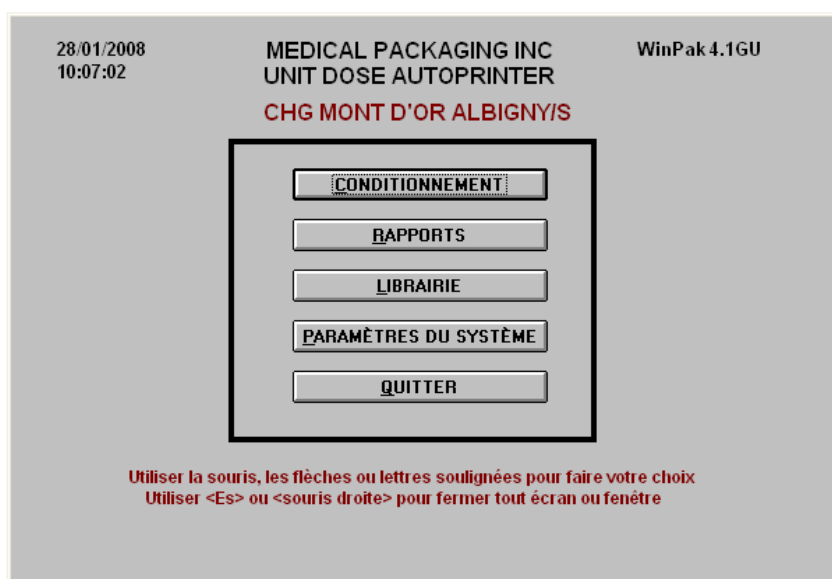 28/01/2008
10:07:02
MEDICAL PACKAGING INC
UNIT DOSE AUTOPRINTER
WinPak 4.1GU
CHG MONT D'OR ALBIGNY/S
CONDITIONNEMENT
RAPPORTS
LIBRAIRIE
PARAMÈTRES DU SYSTÈME
QUITTER
Utiliser la souris, les flèches ou lettres soulignées pour faire votre choix
Utiliser <Es> ou <souris droite> pour fermer tout écran ou fenêtre